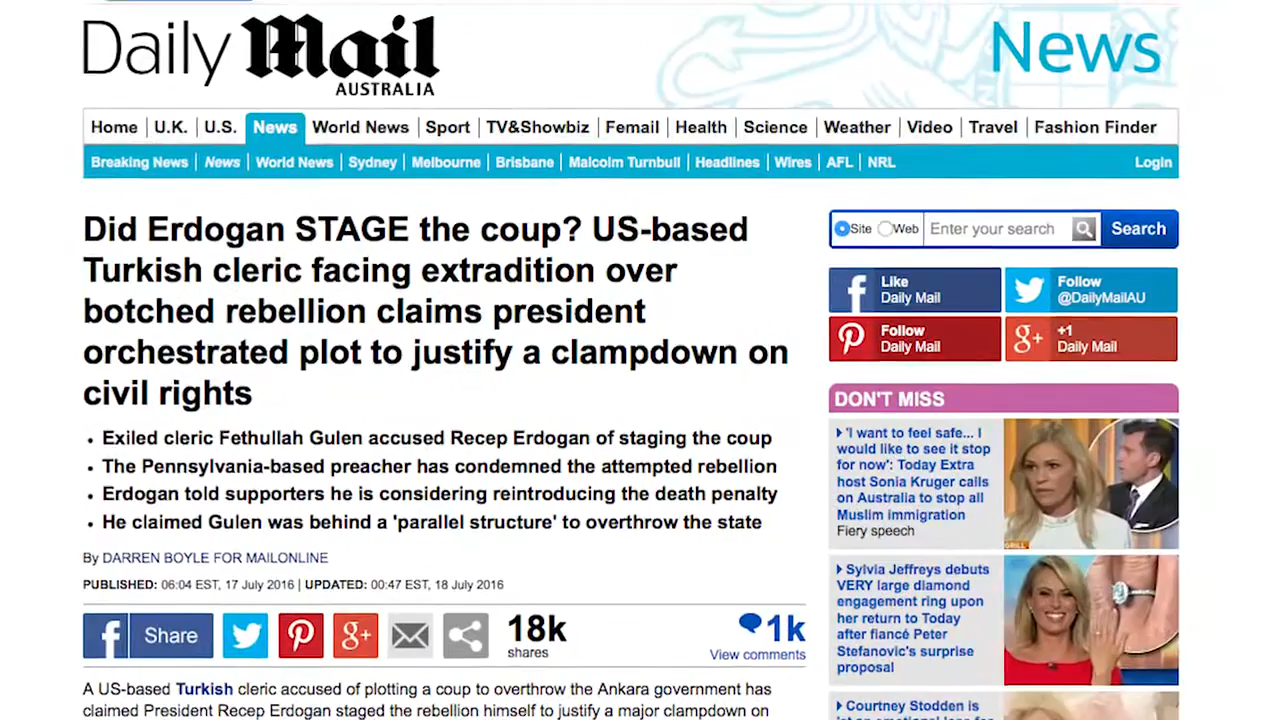 Daily Mail
AUSTRALIA
News
Home U.K. U.S. News World News Sport TV&Showbiz Femail Health Science Weather Video Travel Fashion Finder
Breaking News News World News Sydney Melbourne Brisbane Malcolm Turnbull Headlines Wires AFL NRL Login
Did Erdogan STAGE the coup? US-based
Turkish cleric facing extradition over
botched rebellion claims president
orchestrated plot to justify a clampdown on
civil rights
• Exiled cleric Fethullah Gulen accused Recep Erdogan of staging the coup
• The Pennsylvania-based preacher has condemned the attempted rebellion
• Erdogan told supporters he is considering reintroducing the death penalty
• He claimed Gulen was behind a 'parallel structure' to overthrow the state
By DARREN BOYLE FOR MAILONLINE
PUBLISHED: 06:04 EST, 17 July 2016 | UPDATED: 00:47 EST, 18 July 2016
Share
18k
shares
1k
View comments
A US-based Turkish cleric accused of plotting a coup to overthrow the Ankara government has
claimed President Recep Erdogan staged the rebellion himself to justify a major clampdown on
Site Web Enter your search Search
Like
Daily Mail
Follow
@DailyMailAU
Follow
Daily Mail
+1
Daily Mail
DON'T MISS
'I want to feel safe... I
would like to see it stop
for now': Today Extra
host Sonia Kruger calls
on Australia to stop all
Muslim immigration
Fiery speech
GRILL
Sylvia Jeffreys debuts
VERY large diamond
engagement ring upon
her return to Today
after fiancé Peter
Stefanovic's surprise
proposal
Courtney Stodden is